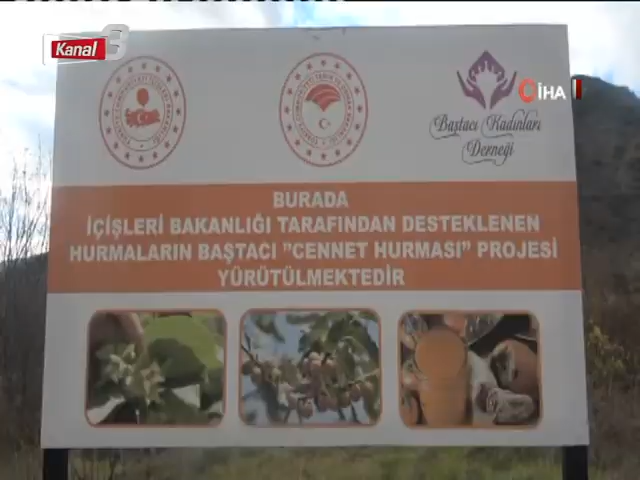 Kanal 3
İHA
Baştacı Kadınları
Derneği
BURADA
İÇİŞLERİ BAKANLIĞI TARAFINDAN DESTEKLENEN
HURMALARIN BAŞTACI "CENNET HURMASI" PROJESİ
YÜRÜTÜLMEKTEDİR